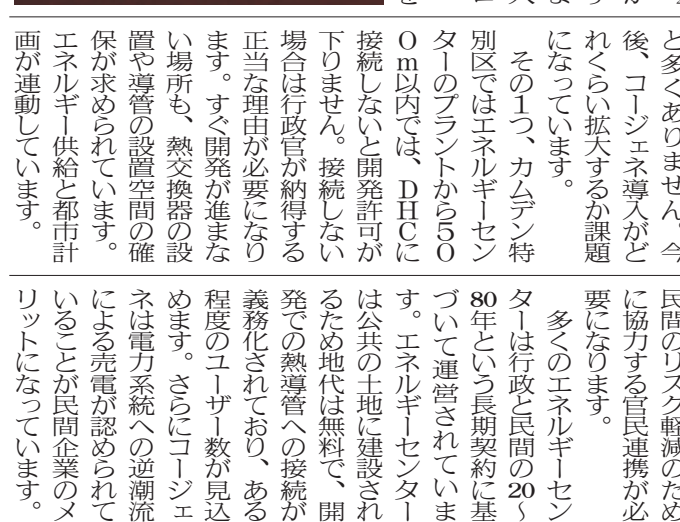 と多くありません。今
後、コージェネ導入がど
れくらい拡大するか課題
になっています。
　その1つ、カムデン特
別区ではエネルギーセン
ターのプラントから50
0m以内では、DHCに
接続しないと開発許可が
下りません。接続しない
場合は行政官が納得する
正当な理由が必要になり
ます。すぐ開発が進まな
い場所も、熱交換器の設
置や導管の設置空間の確
保が求められています。
エネルギー供給と都市計
画が連動しています。
民間のリスク軽減のため
に協力する官民連携が必
要になります。
　多くのエネルギーセン
ターは行政と民間の20〜
80年という長期契約に基
づいて運営されていま
す。エネルギーセンター
は公共の土地に建設され
るため地代は無料で、開
発での熱導管への接続が
義務化されており、ある
程度のユーザー数が見込
めます。さらにコージェ
ネは電力系統への逆潮流
による売電が認められて
いることが民間企業のメ
リットになっています。